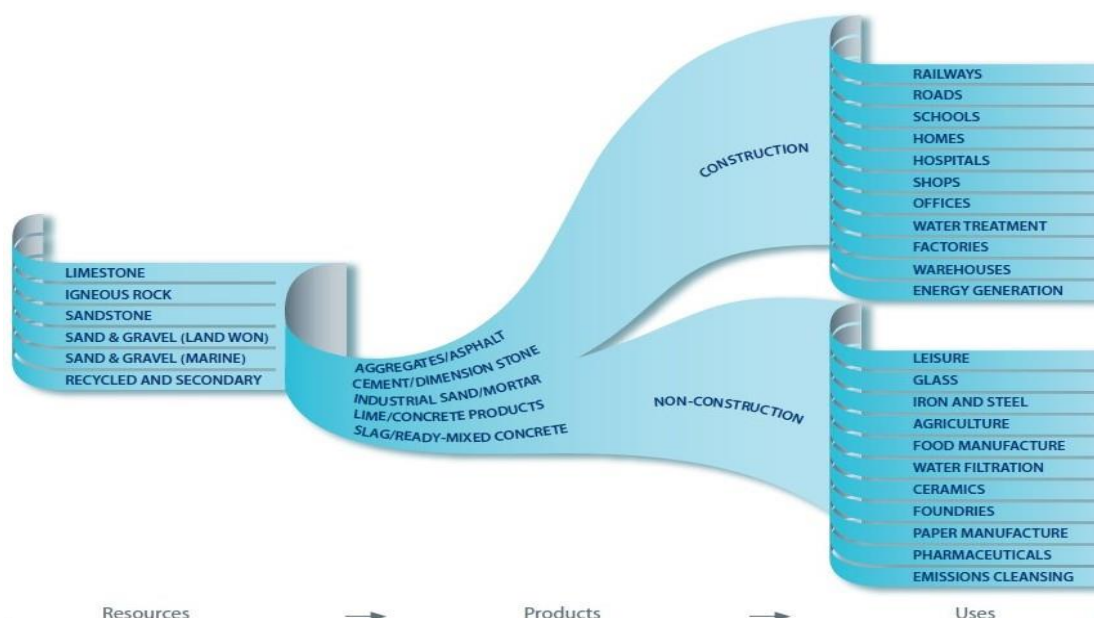 LIMESTONE
IGNEOUS ROCK
SANDSTONE
SAND & GRAVEL (LAND WON)
SAND & GRAVEL (MARINE)
RECYCLED AND SECONDARY
AGGREGATES/ASPHALT
CEMENT/DIMENSION STONE
INDUSTRIAL SAND/MORTAR
LIME/CONCRETE PRODUCTS
SLAG/READY-MIXED CONCRETE
CONSTRUCTION
NON-CONSTRUCTION
RAILWAYS
ROADS
SCHOOLS
HOMES
HOSPITALS
SHOPS
OFFICES
WATER TREATMENT
FACTORIES
WAREHOUSES
ENERGY GENERATION
LEISURE
GLASS
IRON AND STEEL
AGRICULTURE
FOOD MANUFACTURE
WATER FILTRATION
CERAMICS
FOUNDRIES
PAPER MANUFACTURE
PHARMACEUTICALS
EMISSIONS CLEANSING
Resources
Products
Uses